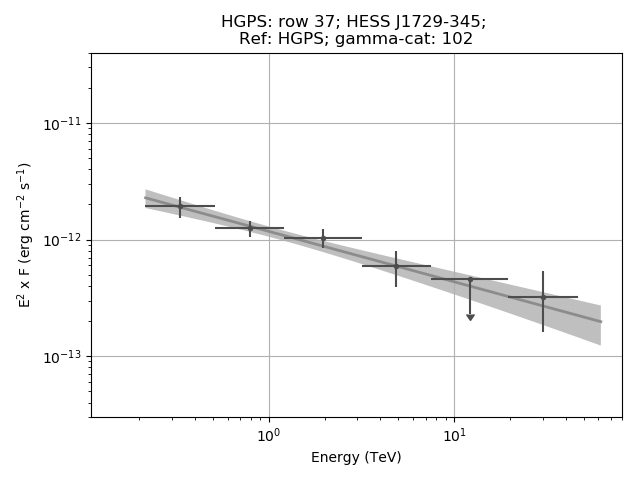 HGPS: row 37; HESS J1729-345;
Ref: HGPS; gamma-cat: 102
E² x F (erg cm⁻² s⁻¹)
10⁻¹¹
10⁻¹²
10⁻¹³
10⁰ 10¹
Energy (TeV)